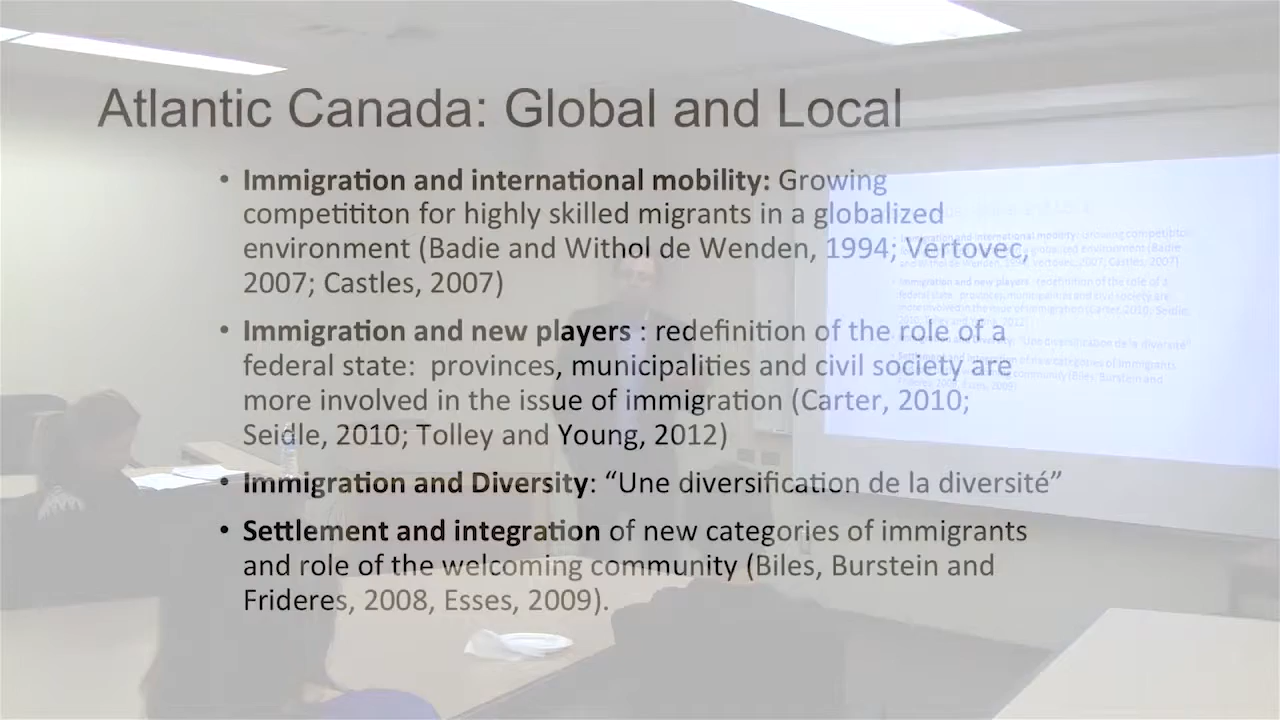 Atlantic Canada: Global and Local
• Immigration and international mobility: Growing
competititon for highly skilled migrants in a globalized
environment (Badie and Withol de Wenden, 1994; Vertovec,
2007; Castles, 2007)
• Immigration and new players : redefinition of the role of a
federal state:  provinces, municipalities and civil society are
more involved in the issue of immigration (Carter, 2010;
Seidle, 2010; Tolley and Young, 2012)
• Immigration and Diversity: “Une diversification de la diversité”
• Settlement and integration of new categories of immigrants
and role of the welcoming community (Biles, Burstein and
Frideres, 2008, Esses, 2009).